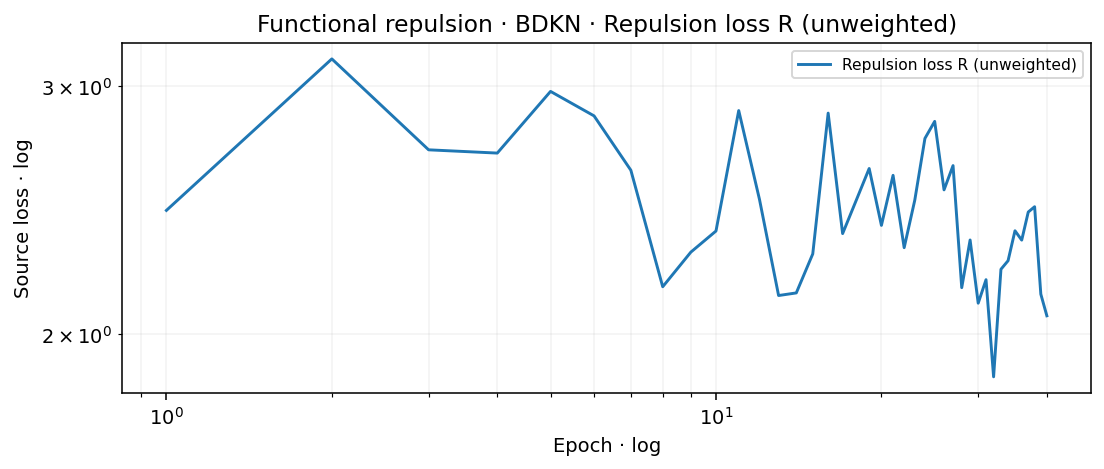 Functional repulsion · BDKN · Repulsion loss R (unweighted)
Repulsion loss R (unweighted)
3 × 10⁰
2 × 10⁰
Source loss · log
10⁰
10¹
Epoch · log